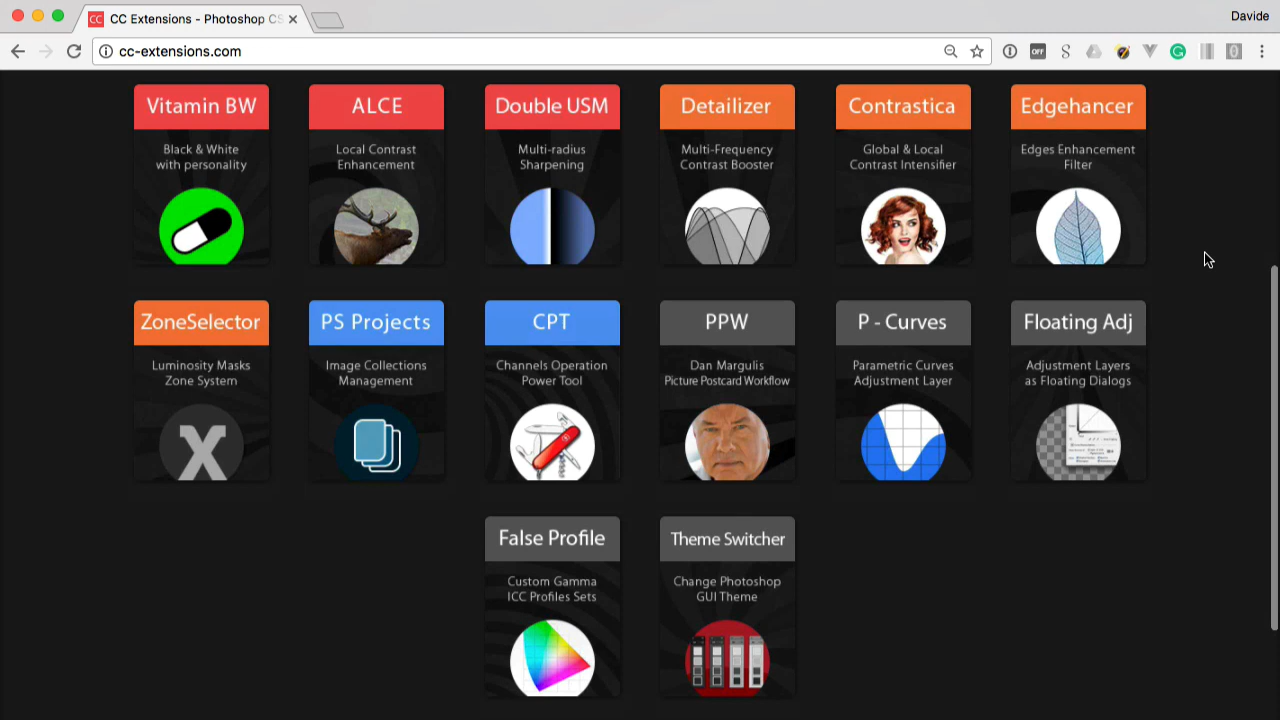 CC
CC Extensions - Photoshop CS
Davide
cc-extensions.com
OFF
S
G
Vitamin BW
Black & White
with personality
ALCE
Local Contrast
Enhancement
Double USM
Multi-radius
Sharpening
Detailizer
Multi-Frequency
Contrast Booster
Contrastica
Global & Local
Contrast Intensifier
Edgehancer
Edges Enhancement
Filter
ZoneSelector
Luminosity Masks
Zone System
X
PS Projects
Image Collections
Management
CPT
Channels Operation
Power Tool
PPW
Dan Margulis
Picture Postcard Workflow
P - Curves
Parametric Curves
Adjustment Layer
Floating Adj
Adjustment Layers
as Floating Dialogs
False Profile
Custom Gamma
ICC Profiles Sets
Theme Switcher
Change Photoshop
GUI Theme